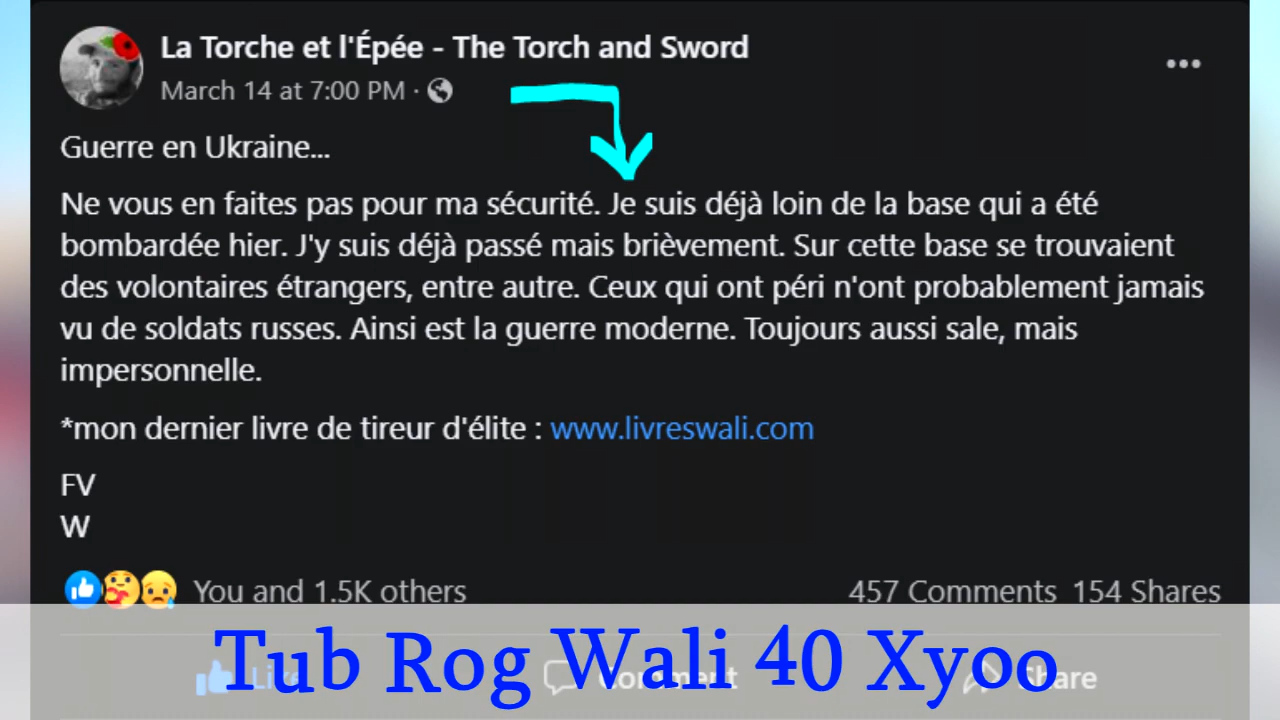 La Torche et l'Épée - The Torch and Sword
March 14 at 7:00 PM ·
Guerre en Ukraine...
Ne vous en faites pas pour ma sécurité. Je suis déjà loin de la base qui a été
bombardée hier. J'y suis déjà passé mais brièvement. Sur cette base se trouvaient
des volontaires étrangers, entre autre. Ceux qui ont péri n'ont probablement jamais
vu de soldats russes. Ainsi est la guerre moderne. Toujours aussi sale, mais
impersonnelle.
*mon dernier livre de tireur d'élite : www.livreswali.com
FV
W
You and 1.5K others 457 Comments 154 Shares
Like Comment Share
Tub Rog Wali 40 Xyoo